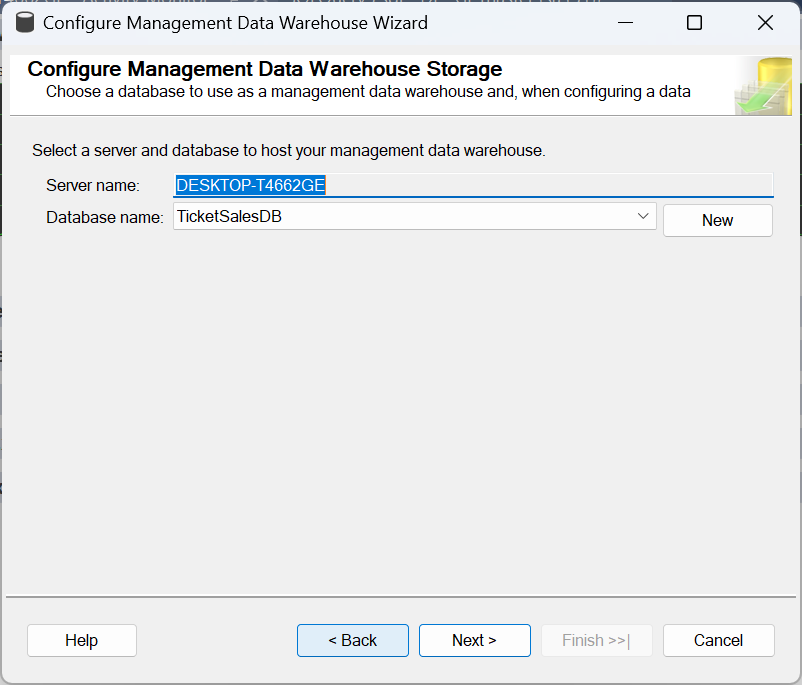 Configure Management Data Warehouse Wizard
Configure Management Data Warehouse Storage
Choose a database to use as a management data warehouse and, when configuring a data
Select a server and database to host your management data warehouse.
Server name: DESKTOP-T4662GE
Database name: TicketSalesDB New
Help < Back Next > Finish >>| Cancel